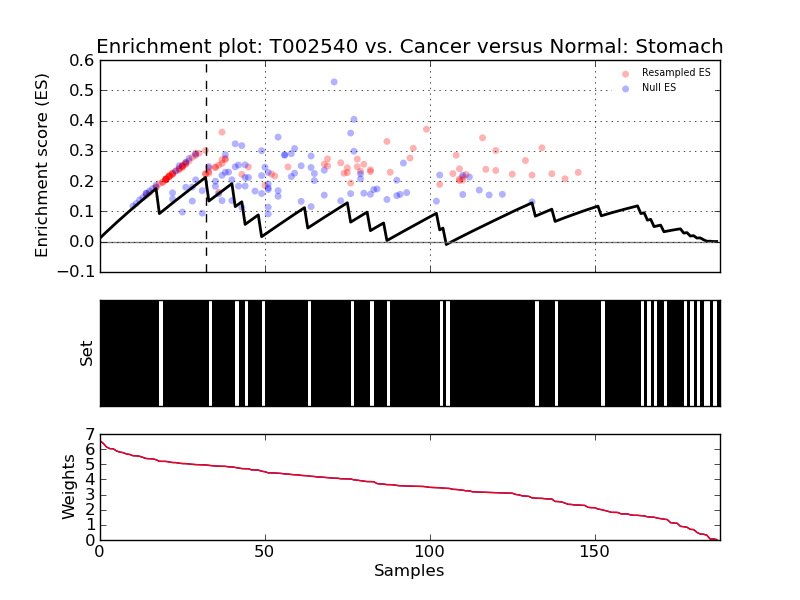 Enrichment plot: T002540 vs. Cancer versus Normal: Stomach
0.6
0.5
0.4
0.3
0.2
0.1
0.0
−0.1
Enrichment score (ES)
Resampled ES
Null ES
Set
7
6
5
4
3
2
1
0
Weights
0 50 100 150
Samples